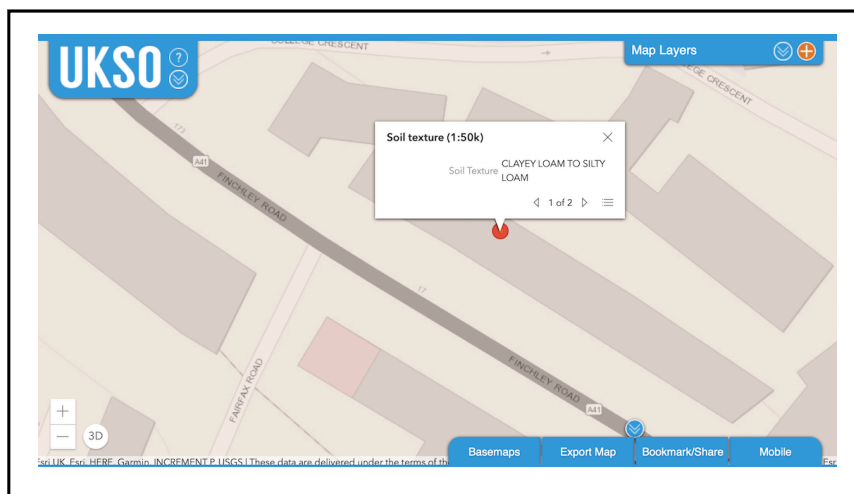 UKSO
?
COLLEGE CRESCENT
Map Layers
COLLEGE CRESCENT
173
A41
FINCHLEY ROAD
Soil texture (1:50k)
Soil Texture CLAYEY LOAM TO SILTY
LOAM
1 of 2
17
FINCHLEY ROAD
A41
FAIRFAX ROAD
+
−
3D
Basemaps
Export Map
Bookmark/Share
Mobile
Esri UK, Esri, HERE, Garmin, INCREMENT P, USGS | These data are delivered under the terms of th
Esr